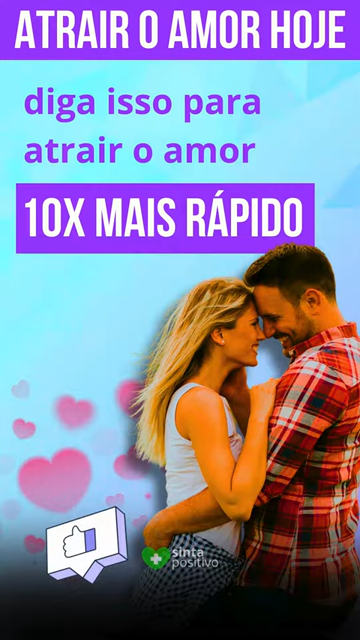 ATRAIR O AMOR HOJE
diga isso para
atrair o amor
10X MAIS RÁPIDO
sinta
positivo